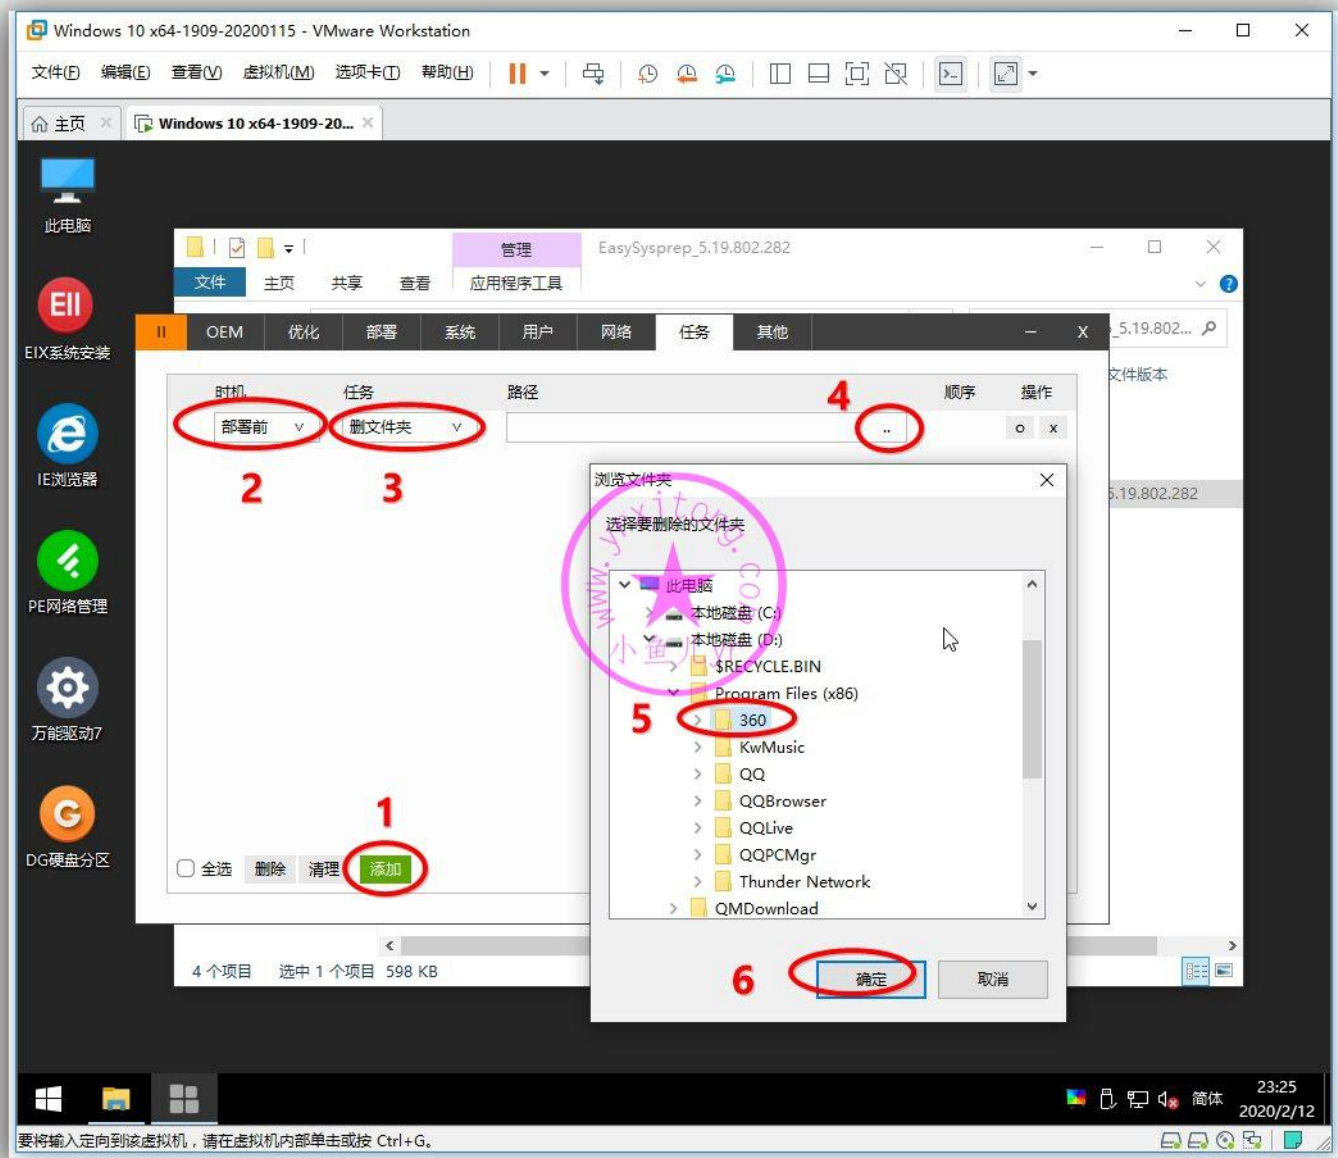 Windows 10 x64-1909-20200115 - VMware Workstation
文件(F) 编辑(E) 查看(V) 虚拟机(M) 选项卡(T) 帮助(H)
主页 Windows 10 x64-1909-20...
此电脑
EII
EIX系统安装
IE浏览器
PE网络管理
万能驱动7
DG硬盘分区
管理 EasySysprep_5.19.802.282
文件 主页 共享 查看 应用程序工具
_5.19.802...
文件版本
5.19.802.282
II OEM 优化 部署 系统 用户 网络 任务 其他 – X
时机 任务 路径 顺序 操作
部署前 v 删文件夹 v .. o x
4
2 3
浏览文件夹
选择要删除的文件夹
此电脑
本地磁盘 (C:)
本地磁盘 (D:)
$RECYCLE.BIN
Program Files (x86)
5
360
KwMusic
QQ
QQBrowser
QQLive
QQPCMgr
Thunder Network
QMDownload
www.yrxitong.com
小鱼儿yr
1
全选 删除 清理 添加
6
确定 取消
4 个项目 选中 1 个项目 598 KB
简体 23:25
2020/2/12
要将输入定向到该虚拟机，请在虚拟机内部单击或按 Ctrl+G。